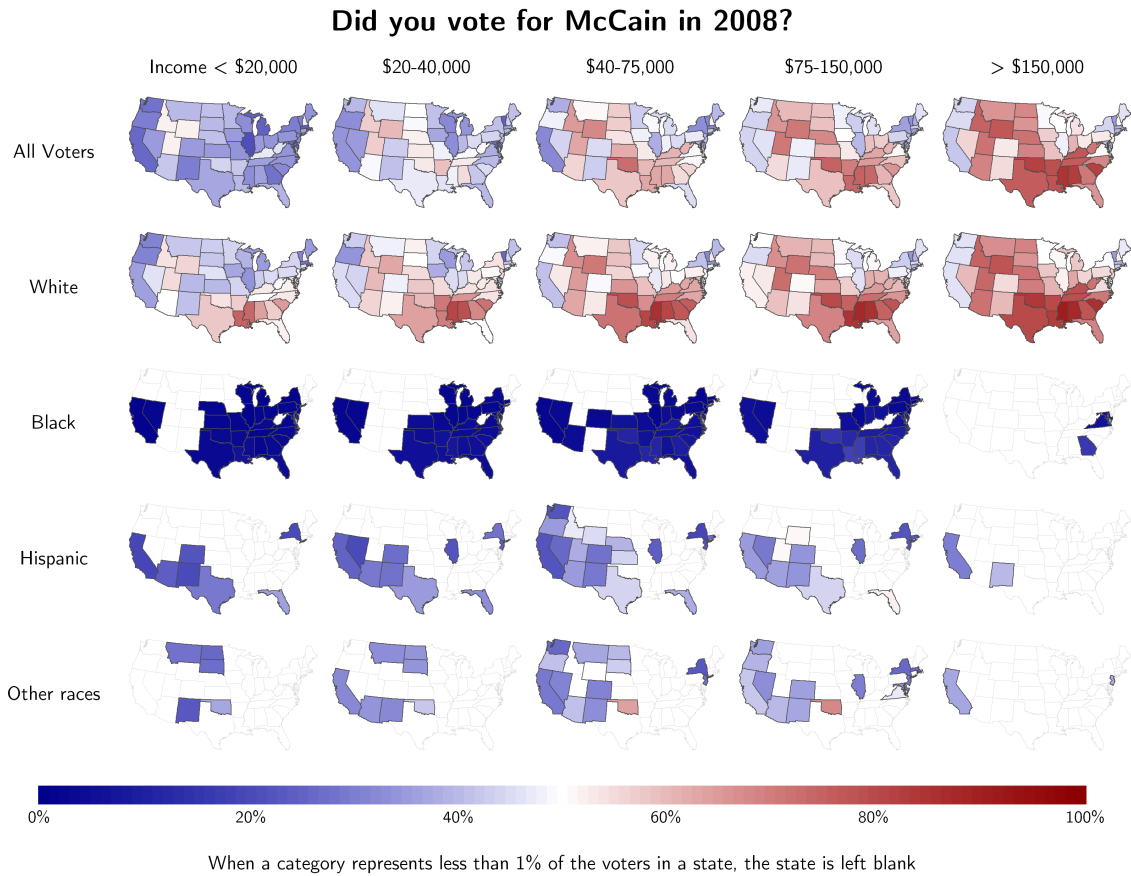 Did you vote for McCain in 2008?
Income < $20,000
$20-40,000
$40-75,000
$75-150,000
> $150,000
All Voters
White
Black
Hispanic
Other races
0%
20%
40%
60%
80%
100%
When a category represents less than 1% of the voters in a state, the state is left blank